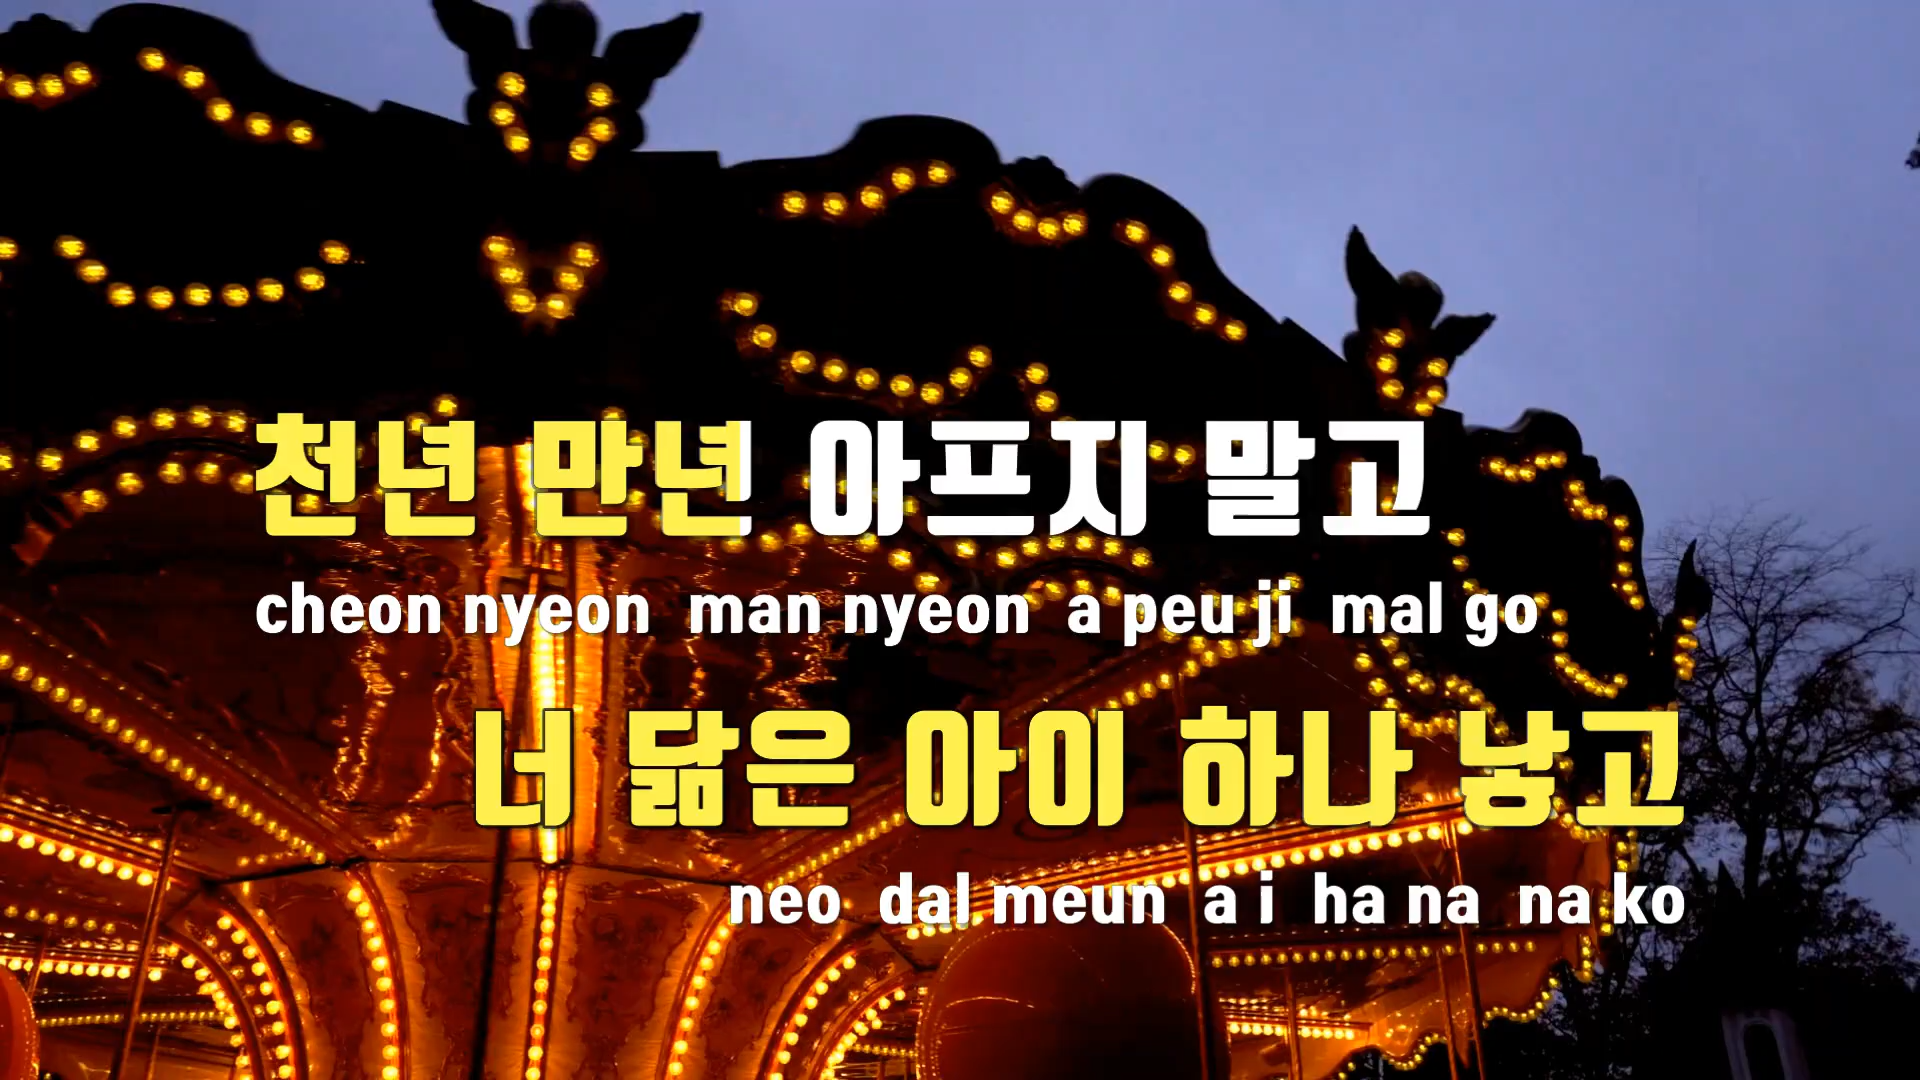 천년 만년 아프지 말고
cheon nyeon man nyeon a peu ji mal go
너 닮은 아이 하나 낳고
neo dal meun a i ha na na ko